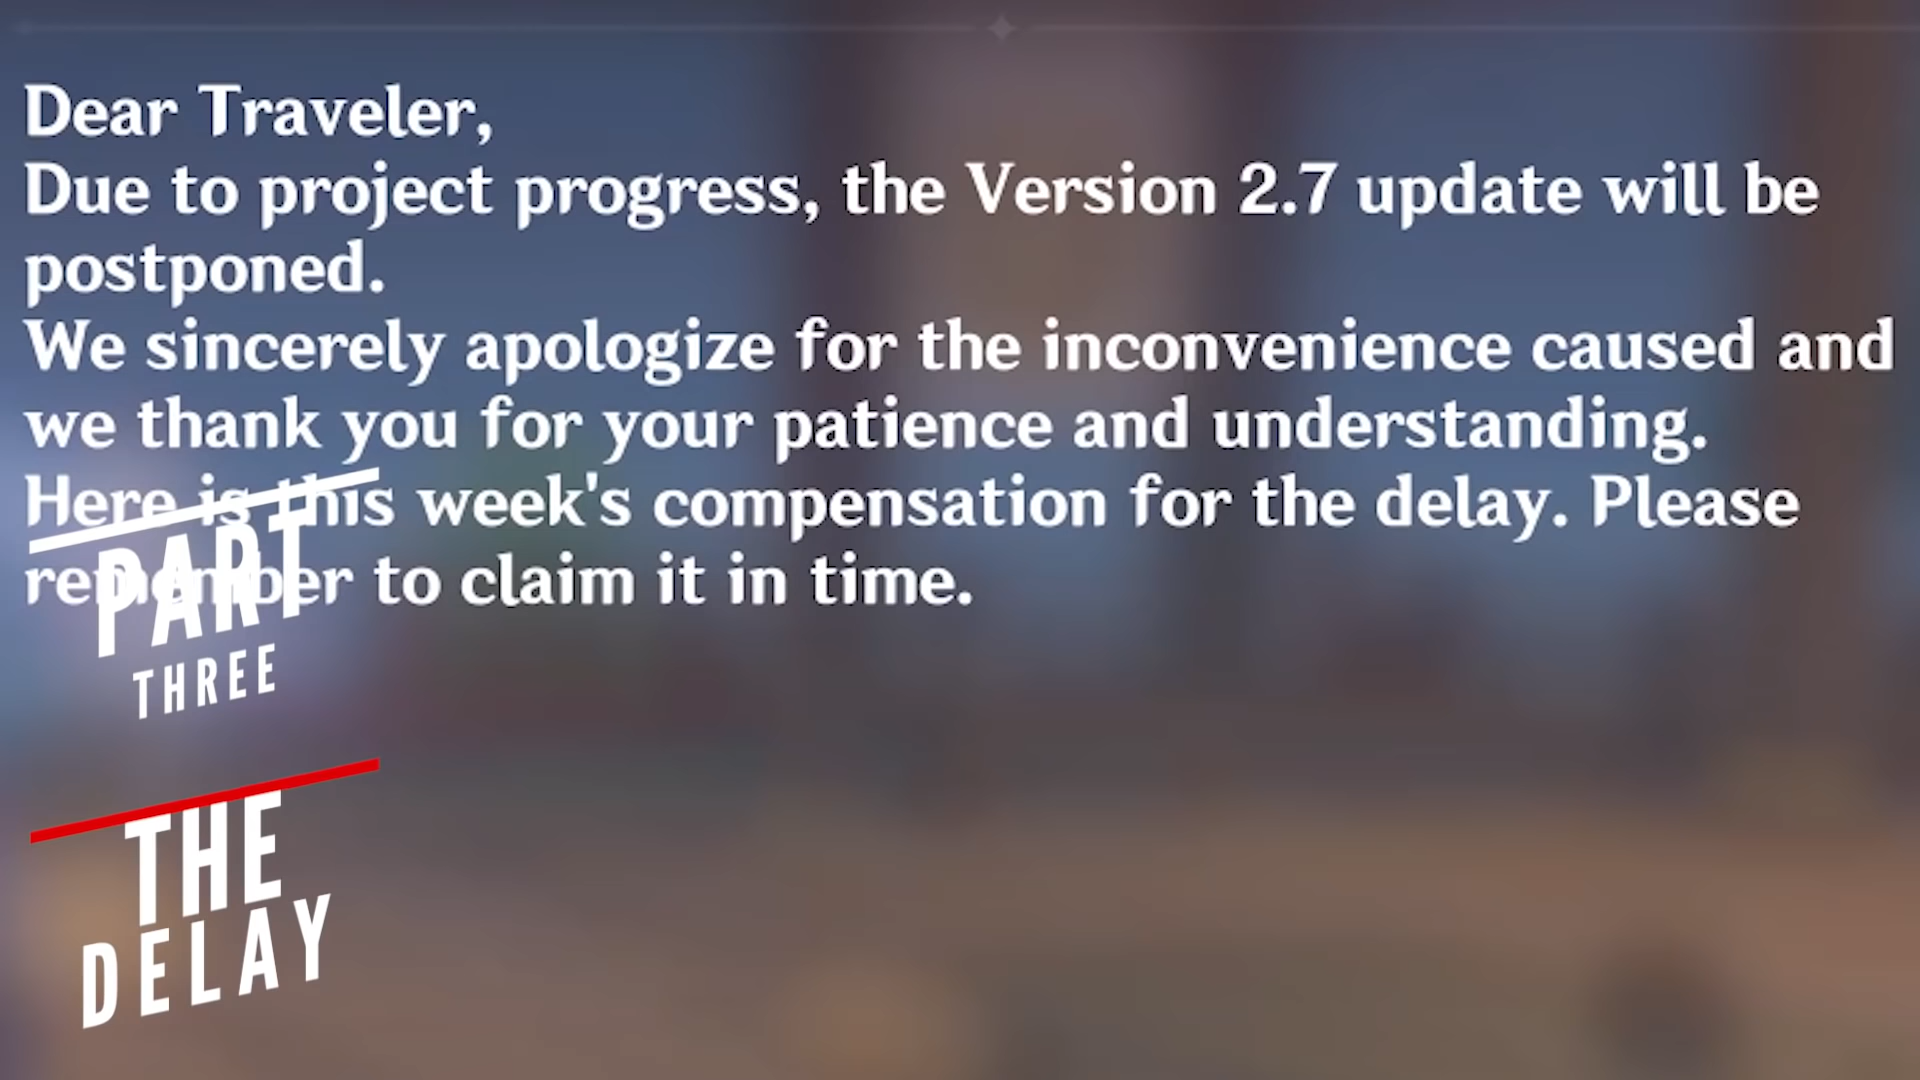 Dear Traveler,
Due to project progress, the Version 2.7 update will be
postponed.
We sincerely apologize for the inconvenience caused and
we thank you for your patience and understanding.
Here is this week's compensation for the delay. Please
remember to claim it in time.
PART
THREE
THE
DELAY